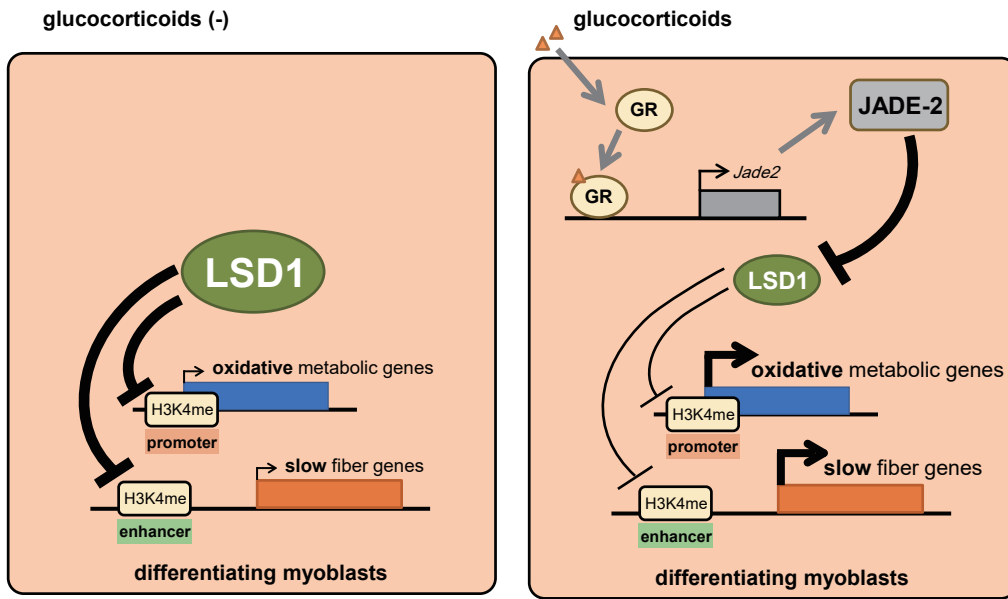 glucocorticoids (-)
LSD1
oxidative metabolic genes
H3K4me
promoter
slow fiber genes
H3K4me
enhancer
differentiating myoblasts
glucocorticoids
GR
JADE-2
GR
Jade2
LSD1
oxidative metabolic genes
H3K4me
promoter
slow fiber genes
H3K4me
enhancer
differentiating myoblasts